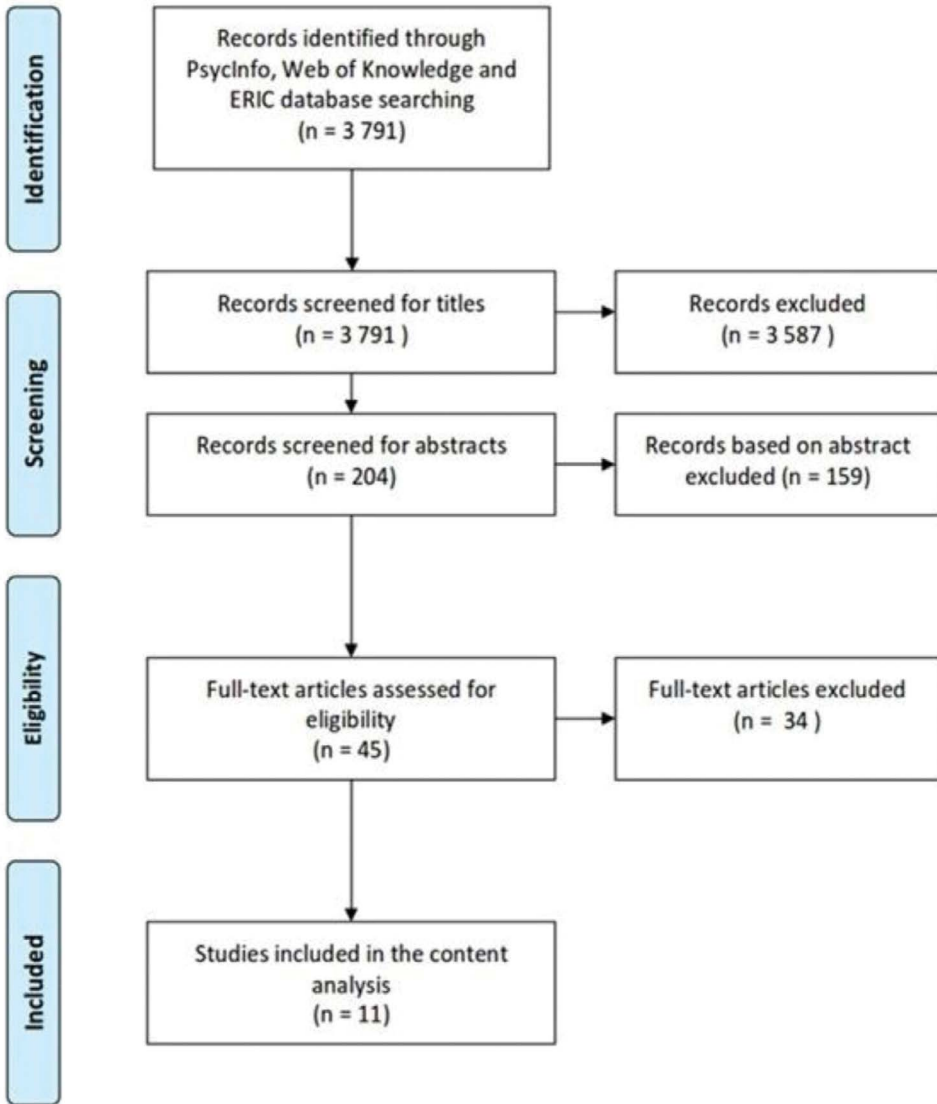 Identification
Records identified through
PsycInfo, Web of Knowledge and
ERIC database searching
(n = 3 791)
Screening
Records screened for titles
(n = 3 791 )
Records excluded
(n = 3 587 )
Records screened for abstracts
(n = 204)
Records based on abstract
excluded (n = 159)
Eligibility
Full-text articles assessed for
eligibility
(n = 45)
Full-text articles excluded
(n = 34 )
Included
Studies included in the content
analysis
(n = 11)